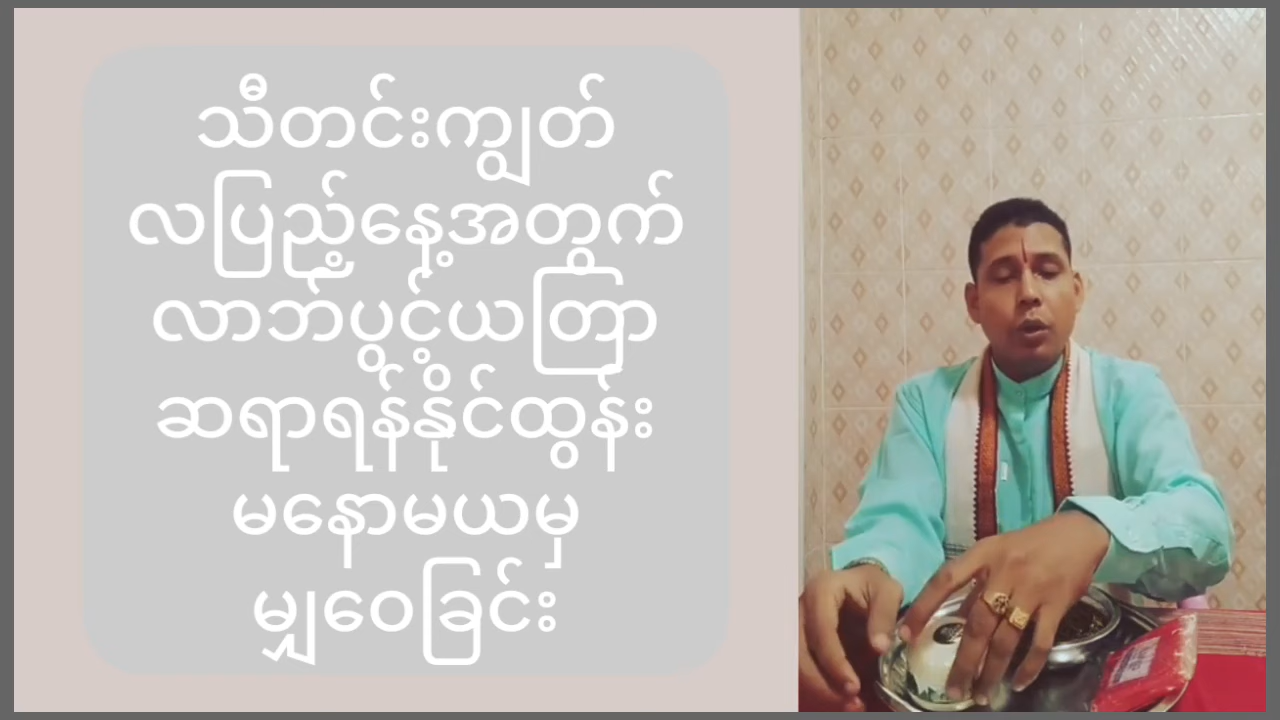 သီတင်းကျွတ်
လပြည့်နေ့အတွက်
လာဘ်ပွင့်ယတြာ
ဆရာရန်နိုင်ထွန်း
မနောမယမှ
မျှဝေခြင်း